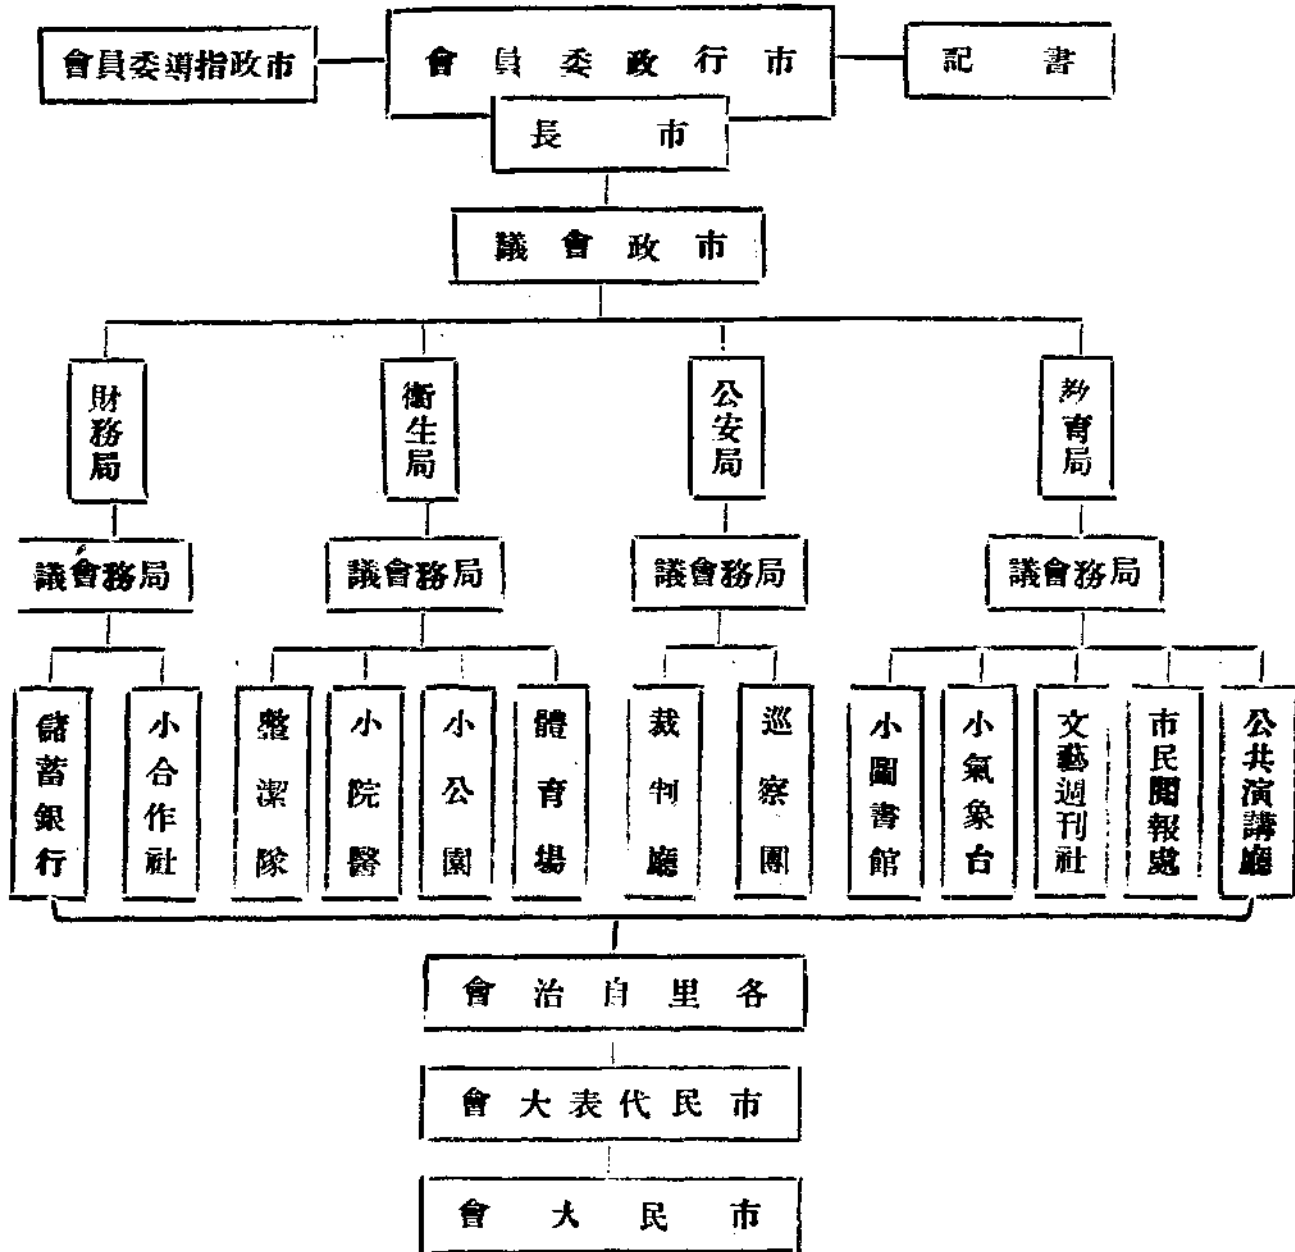 書記
市行政委員會
市政指導委員會
市長
市政會議
教育局
公安局
衛生局
財務局
局務會議
局務會議
局務會議
局務會議
公共演講廳
市民閱報處
文藝週刊社
小氣象台
小圖書館
巡察團
裁判廳
體育場
小公園
小院醫
整潔隊
小合作社
儲蓄銀行
各里自治會
市民代表大會
市民大會